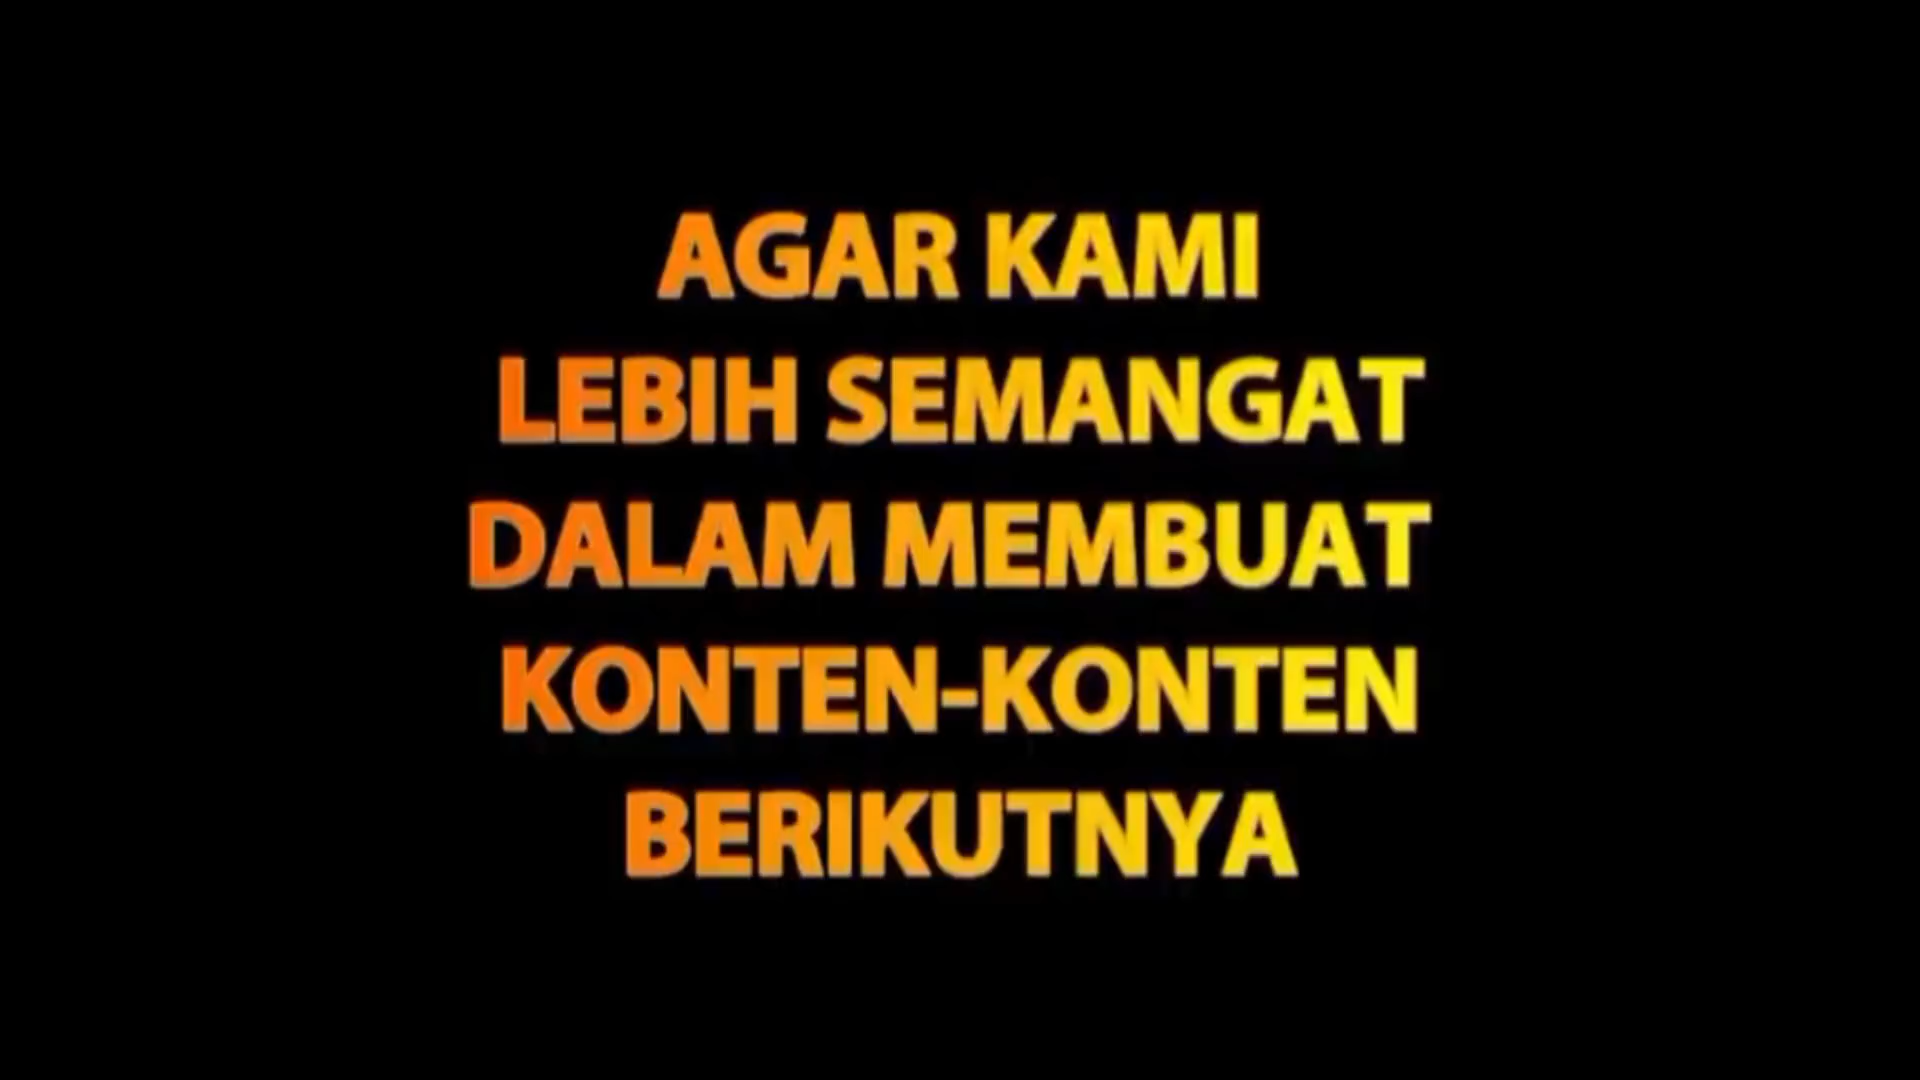 AGAR KAMI
LEBIH SEMANGAT
DALAM MEMBUAT
KONTEN-KONTEN
BERIKUTNYA